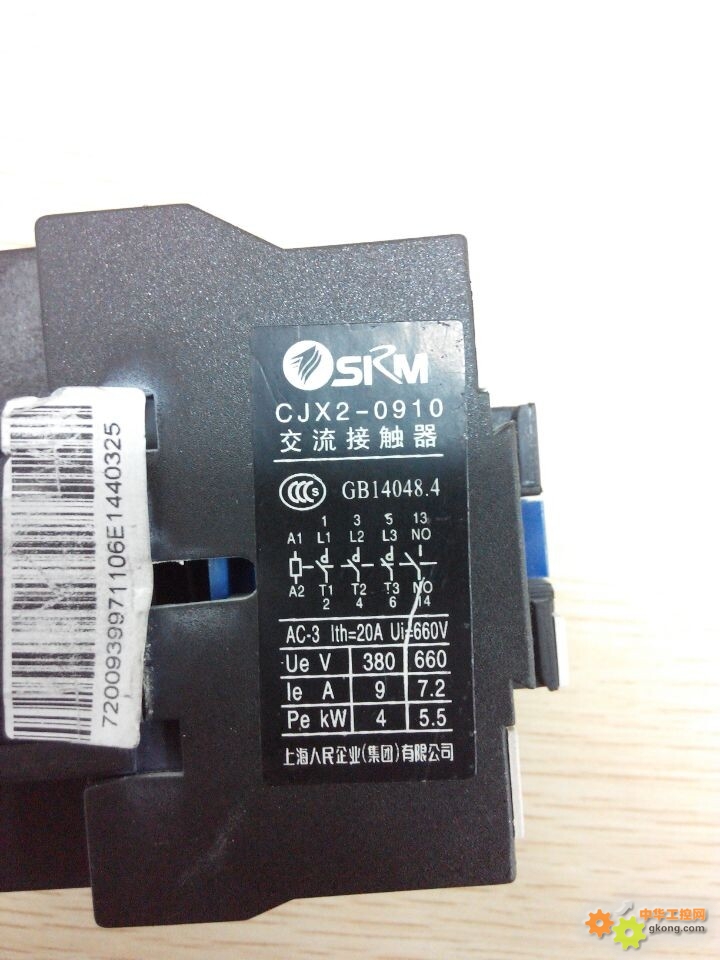 SRM
CJX2-0910
交流接触器
CCC S GB14048.4
1 3 5 13
A1 L1 L2 L3 NO
A2 T1 T2 T3 NO
2 4 6 14
AC-3 Ith=20A Ui=660V
Ue V 380 660
Ie A 9 7.2
Pe kW 4 5.5
上海人民企业(集团)有限公司
7200939971106E1440325
中华工控网
gkong.com